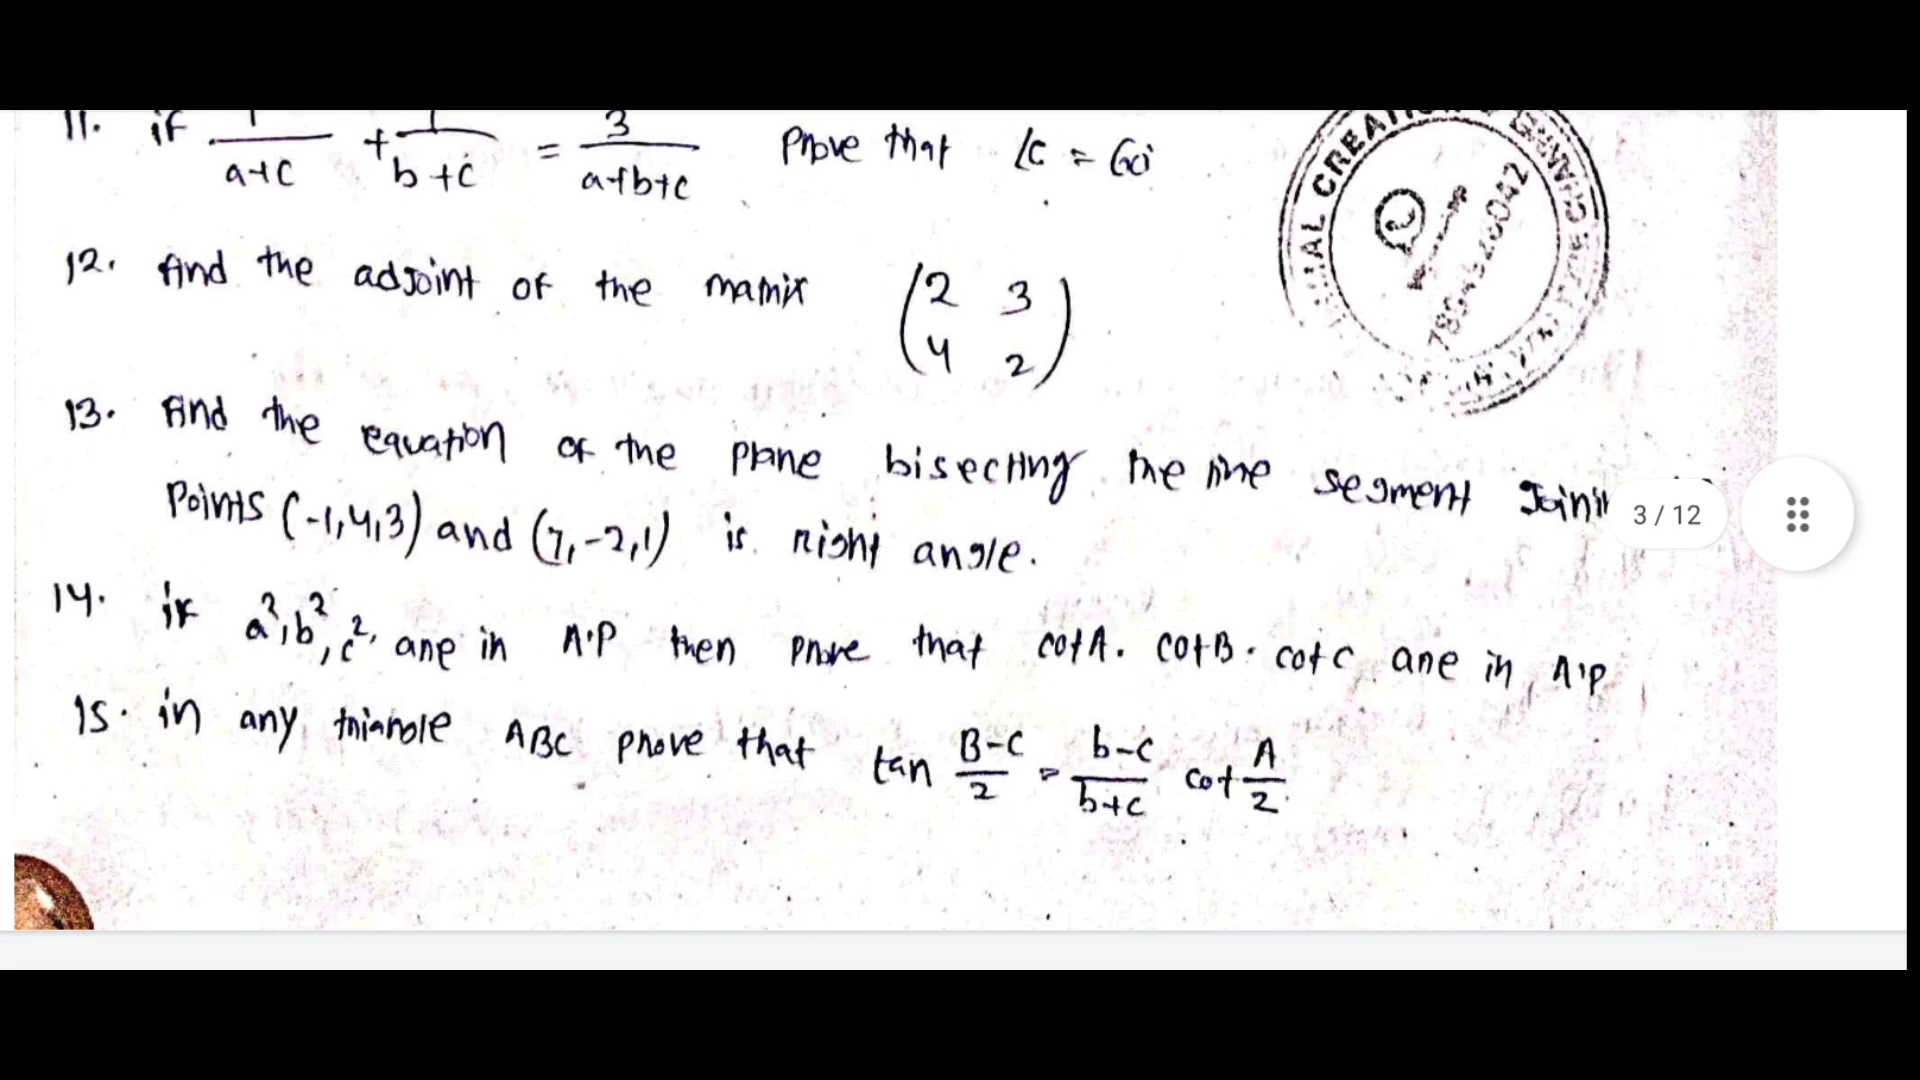 11. if 1/a+c + 1/b+c = 3/a+b+c Prove that ∠C = 60°
12. find the adjoint of the matrix (2 3
4 2)
13. find the equation of the plane bisecting the line segment
Points (-1,4,3) and (7,-2,1) is right angle.
14. if a²,b²,c², are in A.P then prove that cotA. cotB. cotC are in A.P
15. in any triangle ABC prove that tan B-C/2 = b-c/b+c cot A/2.
3 / 12